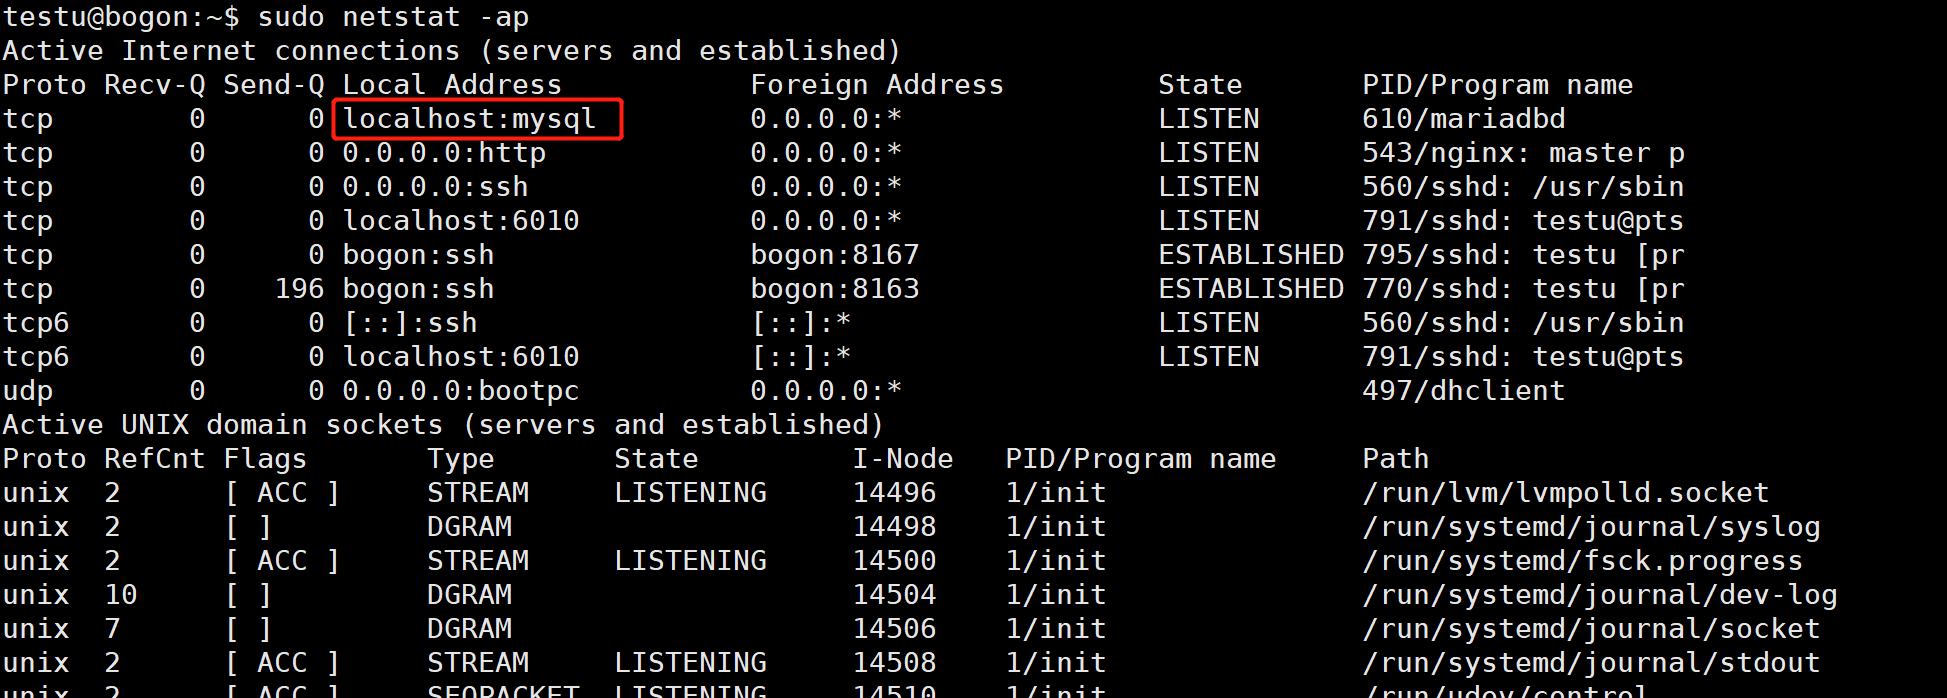 testu@bogon:~$ sudo netstat -ap
Active Internet connections (servers and established)
Proto Recv-Q Send-Q Local Address           Foreign Address         State       PID/Program name
tcp        0      0 localhost:mysql         0.0.0.0:*               LISTEN      610/mariadbd
tcp        0      0 0.0.0.0:http            0.0.0.0:*               LISTEN      543/nginx: master p
tcp        0      0 0.0.0.0:ssh             0.0.0.0:*               LISTEN      560/sshd: /usr/sbin
tcp        0      0 localhost:6010          0.0.0.0:*               LISTEN      791/sshd: testu@pts
tcp        0      0 bogon:ssh               bogon:8167              ESTABLISHED 795/sshd: testu [pr
tcp        0    196 bogon:ssh               bogon:8163              ESTABLISHED 770/sshd: testu [pr
tcp6       0      0 [::]:ssh                [::]:*                  LISTEN      560/sshd: /usr/sbin
tcp6       0      0 localhost:6010          [::]:*                  LISTEN      791/sshd: testu@pts
udp        0      0 0.0.0.0:bootpc          0.0.0.0:*                           497/dhclient
Active UNIX domain sockets (servers and established)
Proto RefCnt Flags       Type       State         I-Node   PID/Program name     Path
unix  2      [ ACC ]     STREAM     LISTENING     14496    1/init               /run/lvm/lvmpolld.socket
unix  2      [ ]         DGRAM                    14498    1/init               /run/systemd/journal/syslog
unix  2      [ ACC ]     STREAM     LISTENING     14500    1/init               /run/systemd/fsck.progress
unix  10     [ ]         DGRAM                    14504    1/init               /run/systemd/journal/dev-log
unix  7      [ ]         DGRAM                    14506    1/init               /run/systemd/journal/socket
unix  2      [ ACC ]     STREAM     LISTENING     14508    1/init               /run/systemd/journal/stdout
unix  2      [ ACC ]     SEQPACKET  LISTENING     14510    1/init               /run/udev/control